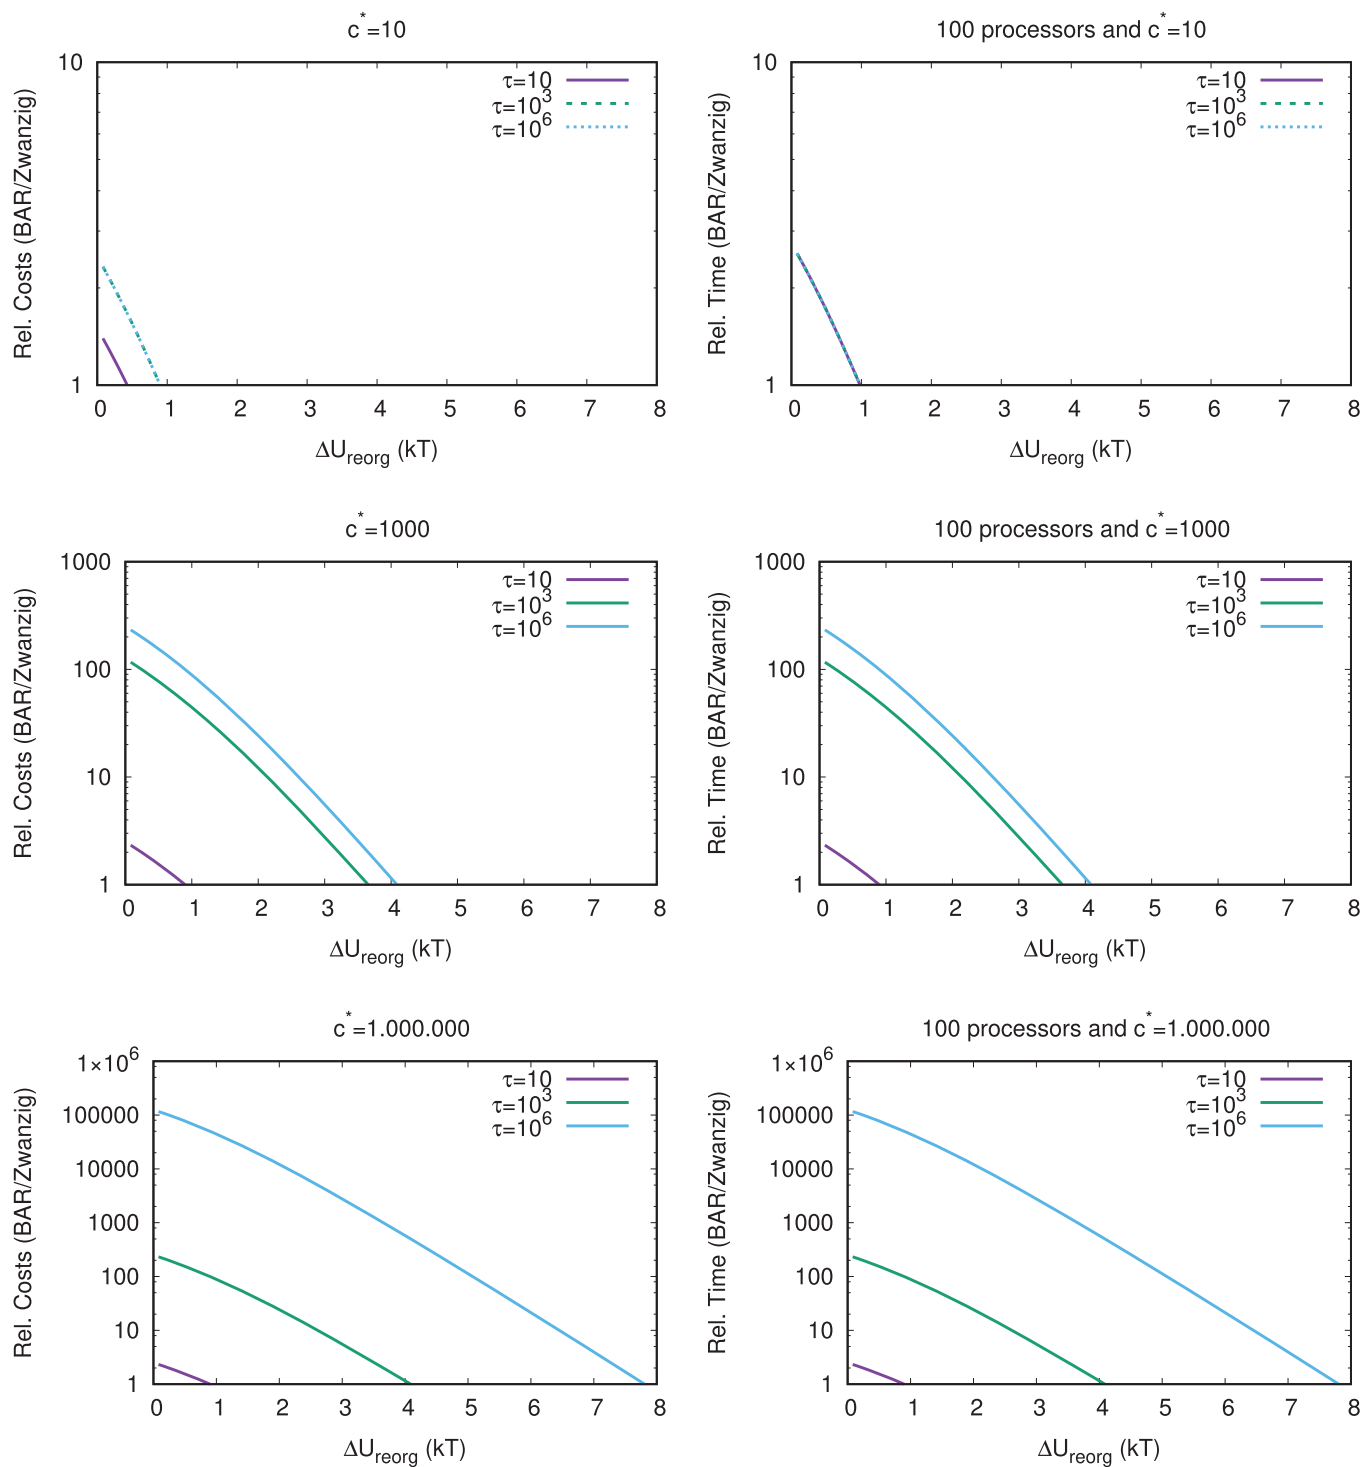 c*=10
Rel. Costs (BAR/Zwanzig)
10
1
τ=10
τ=10³
τ=10⁶
0 1 2 3 4 5 6 7 8
ΔUreorg (kT)
100 processors and c*=10
Rel. Time (BAR/Zwanzig)
10
1
τ=10
τ=10³
τ=10⁶
0 1 2 3 4 5 6 7 8
ΔUreorg (kT)
c*=1000
Rel. Costs (BAR/Zwanzig)
1000
100
10
1
τ=10
τ=10³
τ=10⁶
0 1 2 3 4 5 6 7 8
ΔUreorg (kT)
100 processors and c*=1000
Rel. Time (BAR/Zwanzig)
1000
100
10
1
τ=10
τ=10³
τ=10⁶
0 1 2 3 4 5 6 7 8
ΔUreorg (kT)
c*=1.000.000
Rel. Costs (BAR/Zwanzig)
1×10⁶
100000
10000
1000
100
10
1
τ=10
τ=10³
τ=10⁶
0 1 2 3 4 5 6 7 8
ΔUreorg (kT)
100 processors and c*=1.000.000
Rel. Time (BAR/Zwanzig)
1×10⁶
100000
10000
1000
100
10
1
τ=10
τ=10³
τ=10⁶
0 1 2 3 4 5 6 7 8
ΔUreorg (kT)